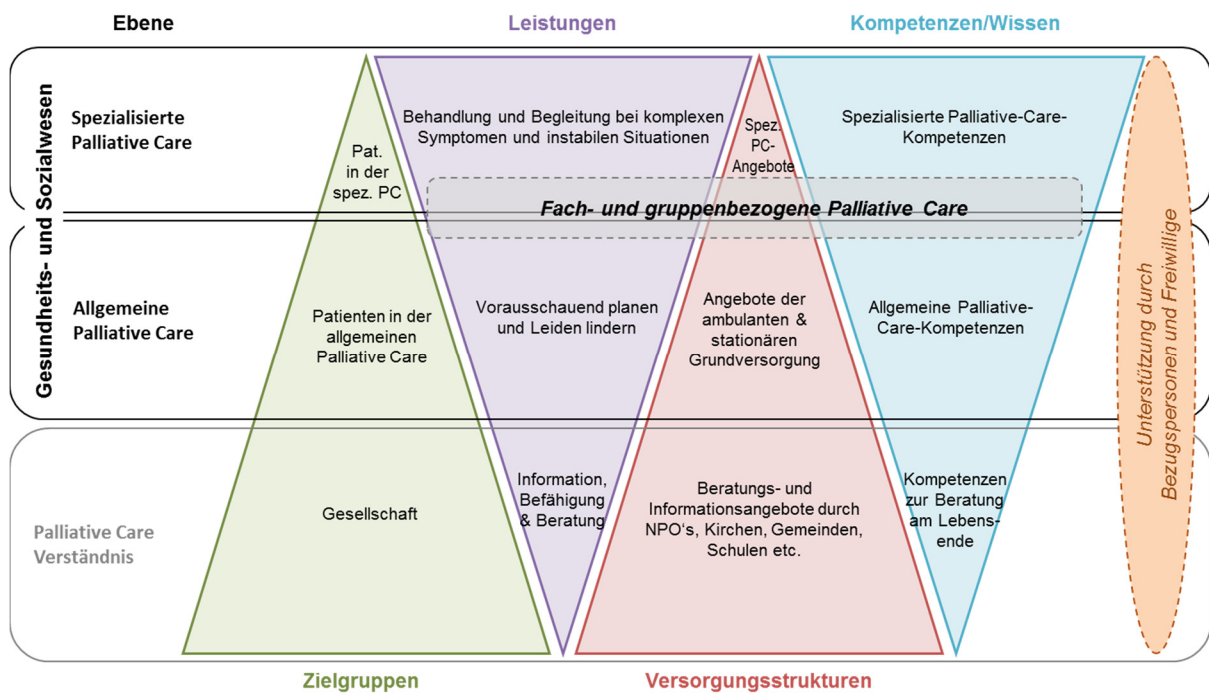 Ebene
Leistungen
Kompetenzen/Wissen
Gesundheits- und Sozialwesen
Spezialisierte
Palliative Care
Pat.
in der
spez. PC
Behandlung und Begleitung bei komplexen
Symptomen und instabilen Situationen
Spez.
PC-
Angebote
Spezialisierte Palliative-Care-
Kompetenzen
Fach- und gruppenbezogene Palliative Care
Allgemeine
Palliative Care
Patienten in der
allgemeinen
Palliative Care
Vorausschauend planen
und Leiden lindern
Angebote der
ambulanten &
stationären
Grundversorgung
Allgemeine Palliative-
Care-Kompetenzen
Unterstützung durch
Bezugspersonen und Freiwillige
Palliative Care
Verständnis
Gesellschaft
Information,
Befähigung
& Beratung
Beratungs- und
Informationsangebote durch
NPO‘s, Kirchen, Gemeinden,
Schulen etc.
Kompetenzen
zur Beratung
am Lebens-
ende
Zielgruppen
Versorgungsstrukturen